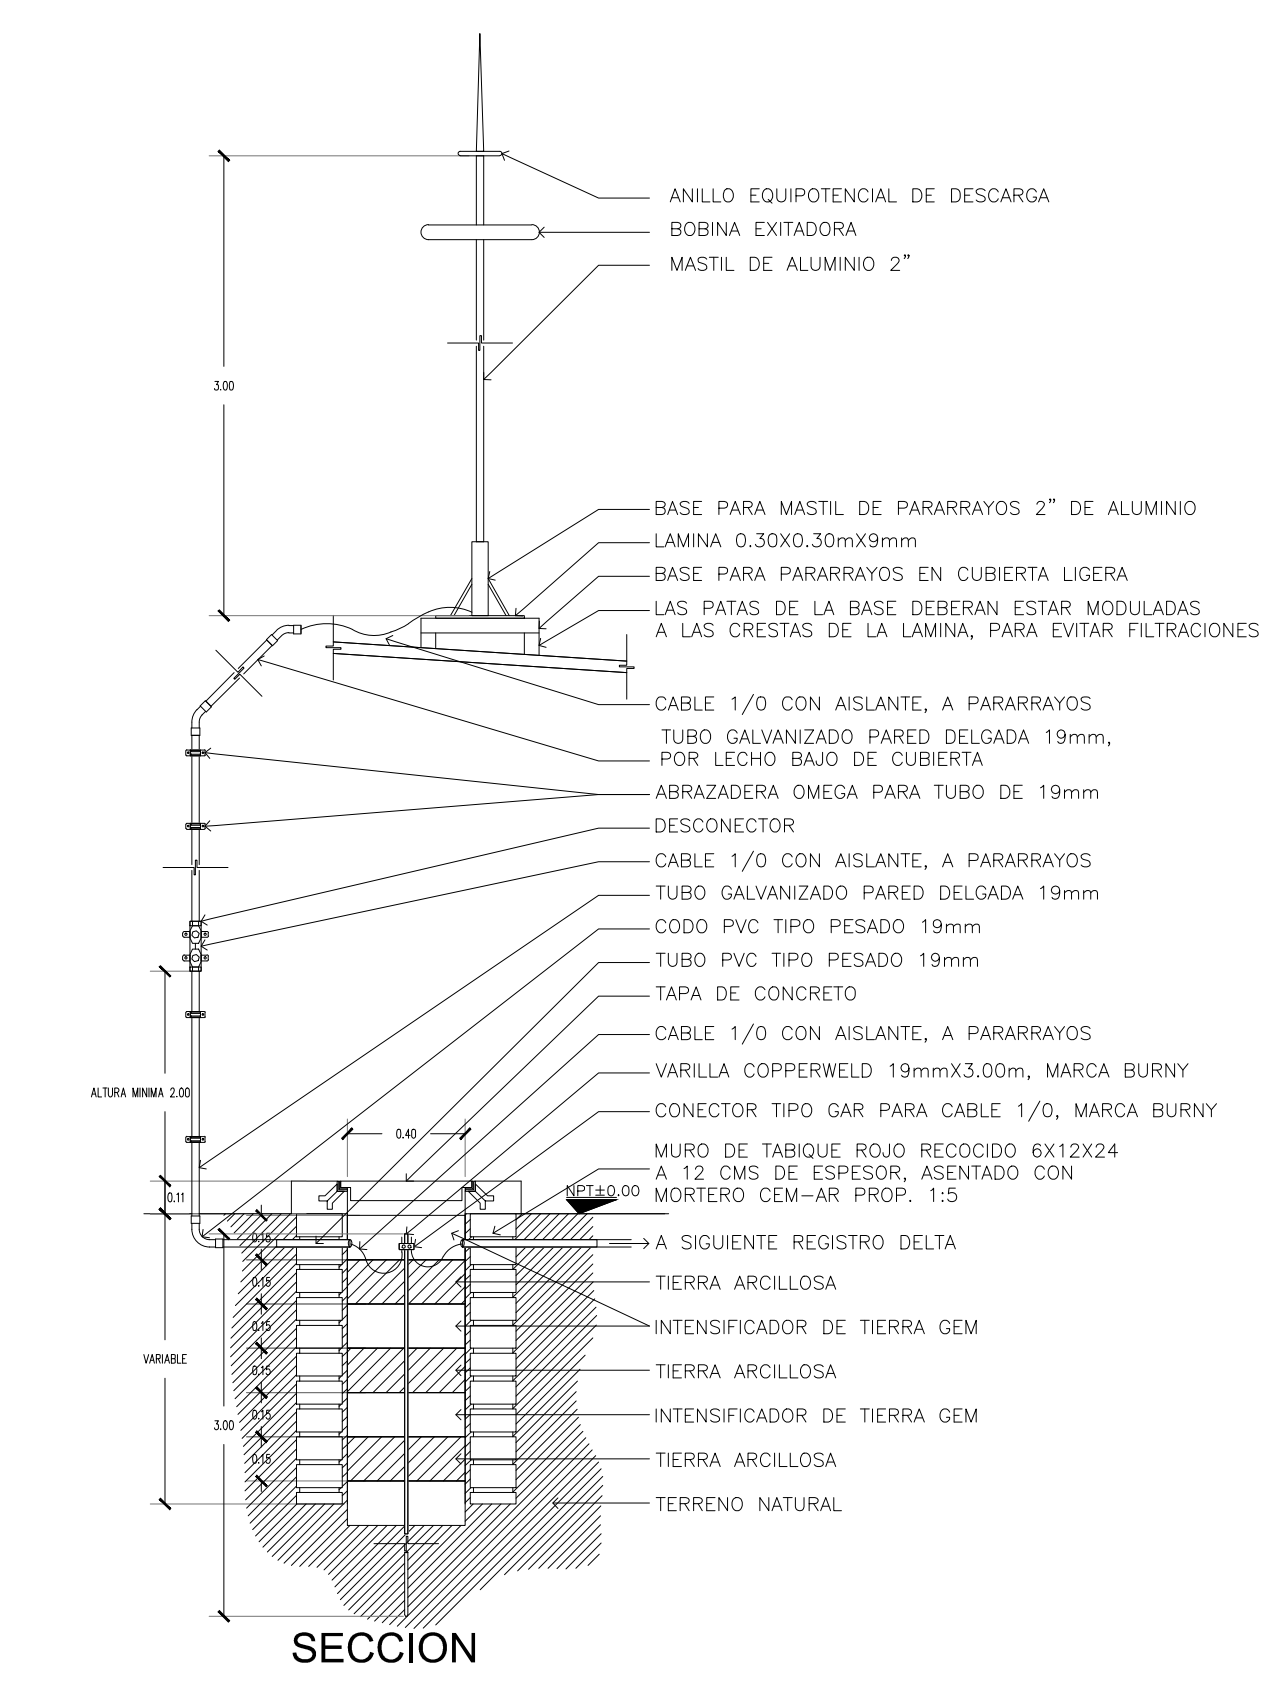 ANILLO EQUIPOTENCIAL DE DESCARGA
BOBINA EXITADORA
MASTIL DE ALUMINIO 2”
3.00
BASE PARA MASTIL DE PARARRAYOS 2” DE ALUMINIO
LAMINA 0.30X0.30mX9mm
BASE PARA PARARRAYOS EN CUBIERTA LIGERA
LAS PATAS DE LA BASE DEBERAN ESTAR MODULADAS
A LAS CRESTAS DE LA LAMINA, PARA EVITAR FILTRACIONES
CABLE 1/0 CON AISLANTE, A PARARRAYOS
TUBO GALVANIZADO PARED DELGADA 19mm,
POR LECHO BAJO DE CUBIERTA
ABRAZADERA OMEGA PARA TUBO DE 19mm
DESCONECTOR
CABLE 1/0 CON AISLANTE, A PARARRAYOS
TUBO GALVANIZADO PARED DELGADA 19mm
CODO PVC TIPO PESADO 19mm
TUBO PVC TIPO PESADO 19mm
TAPA DE CONCRETO
CABLE 1/0 CON AISLANTE, A PARARRAYOS
VARILLA COPPERWELD 19mmX3.00m, MARCA BURNY
ALTURA MINIMA 2.00
CONECTOR TIPO GAR PARA CABLE 1/0, MARCA BURNY
0.40
MURO DE TABIQUE ROJO RECOCIDO 6X12X24
A 12 CMS DE ESPESOR, ASENTADO CON
MORTERO CEM-AR PROP. 1:5
NPT±0.00
0.11
0.15
A SIGUIENTE REGISTRO DELTA
0.15
TIERRA ARCILLOSA
0.15
INTENSIFICADOR DE TIERRA GEM
VARIABLE
0.15
TIERRA ARCILLOSA
0.15
INTENSIFICADOR DE TIERRA GEM
3.00
0.15
TIERRA ARCILLOSA
TERRENO NATURAL
SECCION